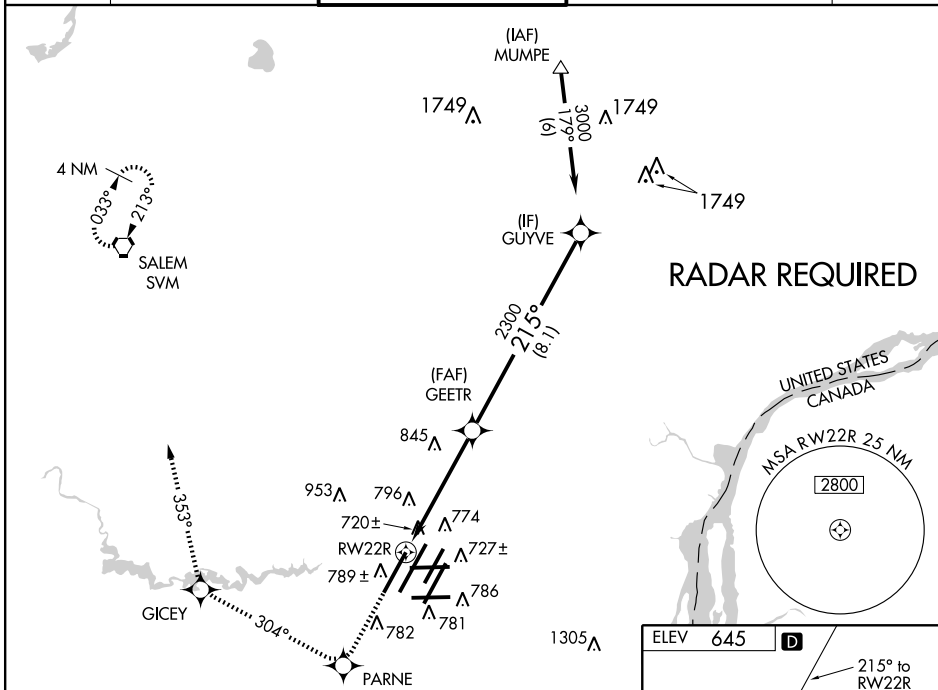 (IAF)
MUMPE
1749
3000
179°
(6)
1749
1749
4 NM
033°
213°
SALEM
SVM
(IF)
GUYVE
RADAR REQUIRED
2300
215°
(8.1)
(FAF)
GEETR
UNITED STATES
CANADA
MSA RW22R 25 NM
2800
845
953
796
720±
774
RW22R
727±
789±
786
782
781
353°
GICEY
304°
PARNE
1305
ELEV 645 D
215° to
RW22R